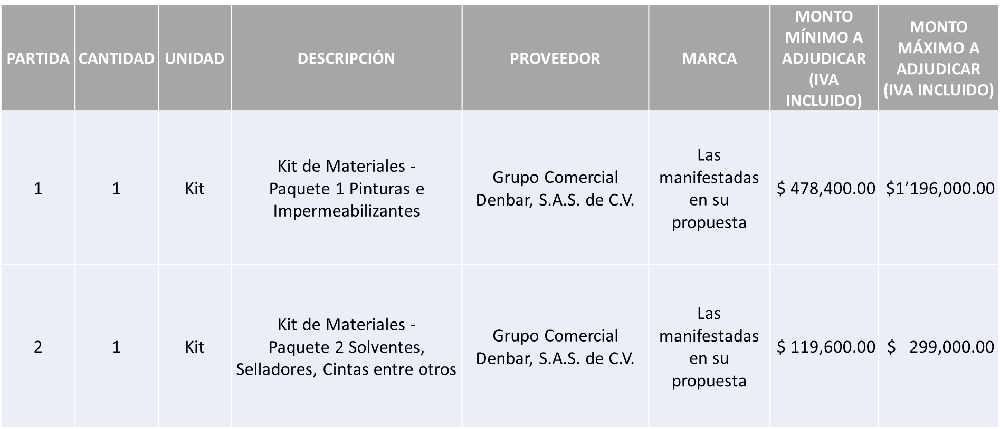 PARTIDA
CANTIDAD
UNIDAD
DESCRIPCIÓN
PROVEEDOR
MARCA
MONTO
MÍNIMO A
ADJUDICAR
(IVA
INCLUIDO)
MONTO
MÁXIMO A
ADJUDICAR
(IVA INCLUIDO)
1
1
Kit
Kit de Materiales -
Paquete 1 Pinturas e
Impermeabilizantes
Grupo Comercial
Denbar, S.A.S. de C.V.
Las
manifestadas
en su
propuesta
$ 478,400.00
$1’196,000.00
2
1
Kit
Kit de Materiales -
Paquete 2 Solventes,
Selladores, Cintas entre otros
Grupo Comercial
Denbar, S.A.S. de C.V.
Las
manifestadas
en su
propuesta
$ 119,600.00
$ 299,000.00